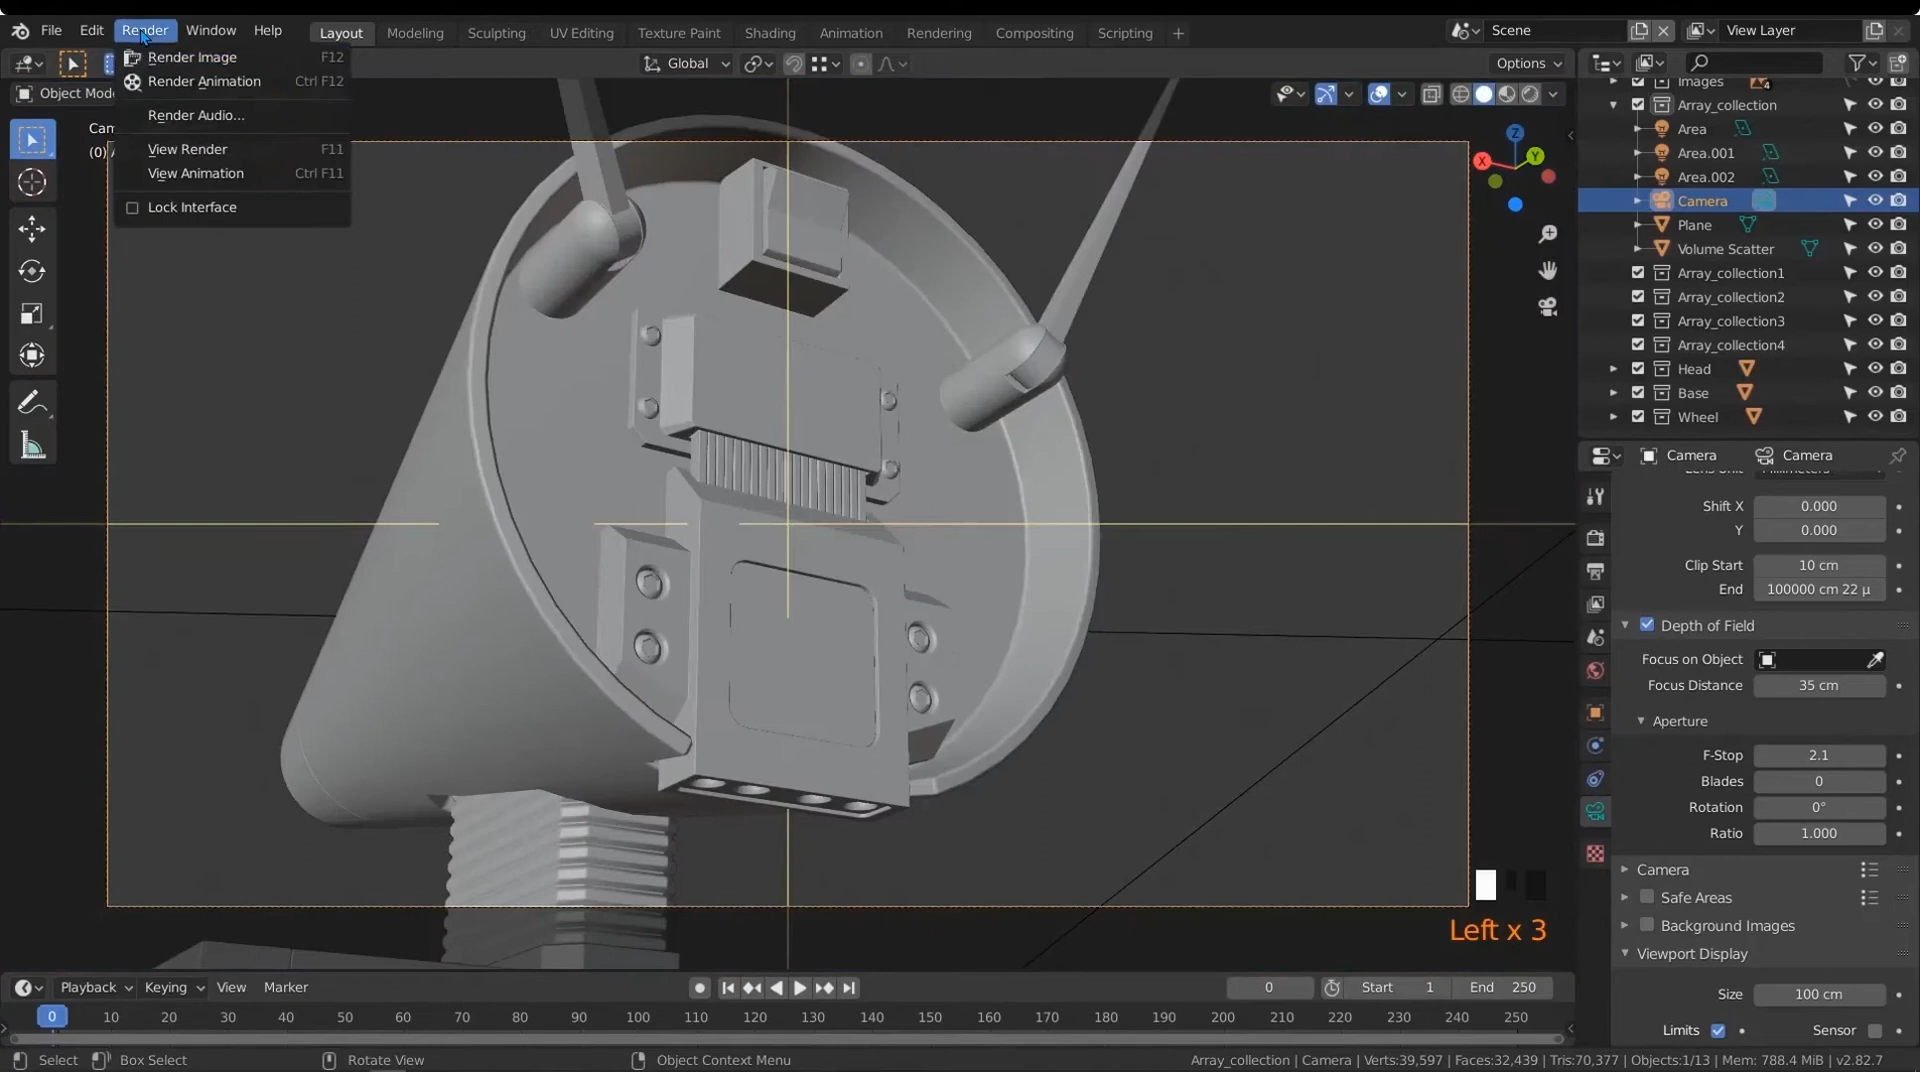 File Edit Render Window Help Layout Modeling Sculpting UV Editing Texture Paint Shading Animation Rendering Compositing Scripting + Scene View Layer
Render Image F12
Render Animation Ctrl F12
Render Audio...
View Render F11
View Animation Ctrl F11
Lock Interface
Global
Options
Object Mod
Cam
(0)
X Y Z
Images 4
Array_collection
Area
Area.001
Area.002
Camera
Plane
Volume Scatter
Array_collection1
Array_collection2
Array_collection3
Array_collection4
Head
Base
Wheel
Camera Camera
Lens Unit Millimeters
Shift X 0.000
Y 0.000
Clip Start 10 cm
End 100000 cm 22 µ
Depth of Field
Focus on Object
Focus Distance 35 cm
Aperture
F-Stop 2.1
Blades 0
Rotation 0°
Ratio 1.000
Camera
Safe Areas
Background Images
Viewport Display
Size 100 cm
Limits Sensor
Left x 3
Playback Keying View Marker 0 Start 1 End 250
0 10 20 30 40 50 60 70 80 90 100 110 120 130 140 150 160 170 180 190 200 210 220 230 240 250
Select Box Select Rotate View Object Context Menu Array_collection | Camera | Verts:39,597 | Faces:32,439 | Tris:70,377 | Objects:1/13 | Mem: 788.4 MiB | v2.82.7